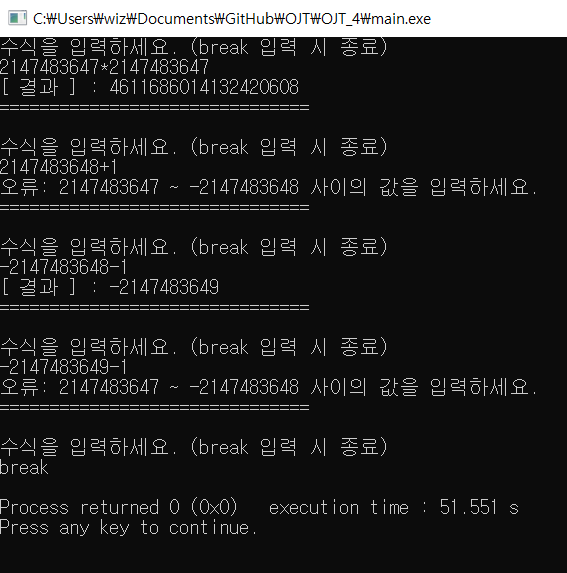 C:₩Users₩wiz₩Documents₩GitHub₩OJT₩OJT_4₩main.exe
수식을 입력하세요. (break 입력 시 종료)
2147483647*2147483647
[ 결과 ] : 4611686014132420608
===============================
수식을 입력하세요. (break 입력 시 종료)
2147483648+1
오류: 2147483647 ~ -2147483648 사이의 값을 입력하세요.
===============================
수식을 입력하세요. (break 입력 시 종료)
-2147483648-1
[ 결과 ] : -2147483649
===============================
수식을 입력하세요. (break 입력 시 종료)
-2147483649-1
오류: 2147483647 ~ -2147483648 사이의 값을 입력하세요.
===============================
수식을 입력하세요. (break 입력 시 종료)
break
Process returned 0 (0x0)   execution time : 51.551 s
Press any key to continue.